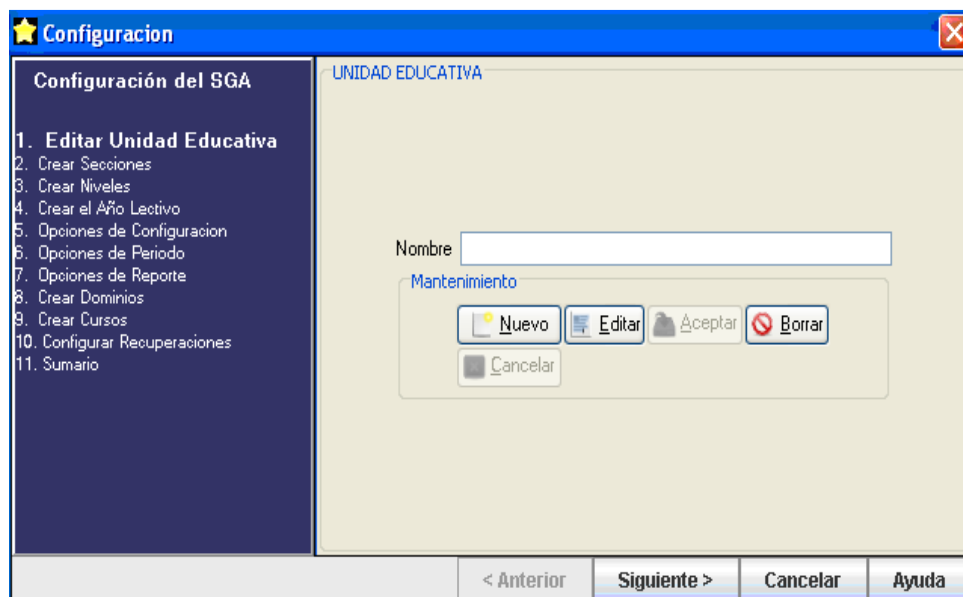 Configuracion
Configuración del SGA
1. Editar Unidad Educativa
2. Crear Secciones
3. Crear Niveles
4. Crear el Año Lectivo
5. Opciones de Configuracion
6. Opciones de Periodo
7. Opciones de Reporte
8. Crear Dominios
9. Crear Cursos
10. Configurar Recuperaciones
11. Sumario
UNIDAD EDUCATIVA
Nombre
Mantenimiento
Nuevo Editar Aceptar Borrar
Cancelar
< Anterior Siguiente > Cancelar Ayuda